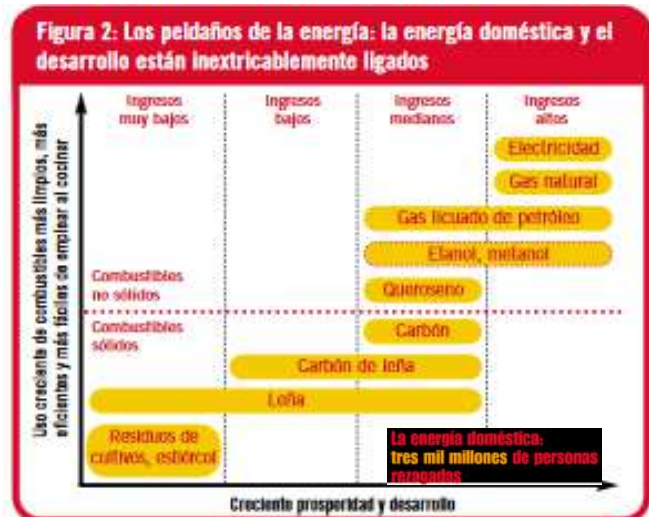 Figura 2: Los peldaños de la energía: la energía doméstica y el
desarrollo están inextricablemente ligados
Uso creciente de combustibles más limpios, más
eficientes y más fáciles de emplear al cocinar
Ingresos
muy bajos
Ingresos
bajos
Ingresos
medianos
Ingresos
altos
Electricidad
Gas natural
Gas licuado de petróleo
Etanol, metanol
Combustibles
no sólidos
Queroseno
Combustibles
sólidos
Carbón
Carbón de leña
Leña
Residuos de
cultivos, estiércol
La energía doméstica:
tres mil millones de personas
rezagadas
Creciente prosperidad y desarrollo